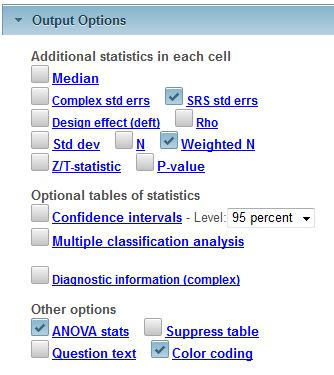 Output Options
Additional statistics in each cell
Median
Complex std errs SRS std errs
Design effect (deft) Rho
Std dev N Weighted N
Z/T-statistic P-value
Optional tables of statistics
Confidence intervals - Level: 95 percent
Multiple classification analysis
Diagnostic information (complex)
Other options
ANOVA stats Suppress table
Question text Color coding